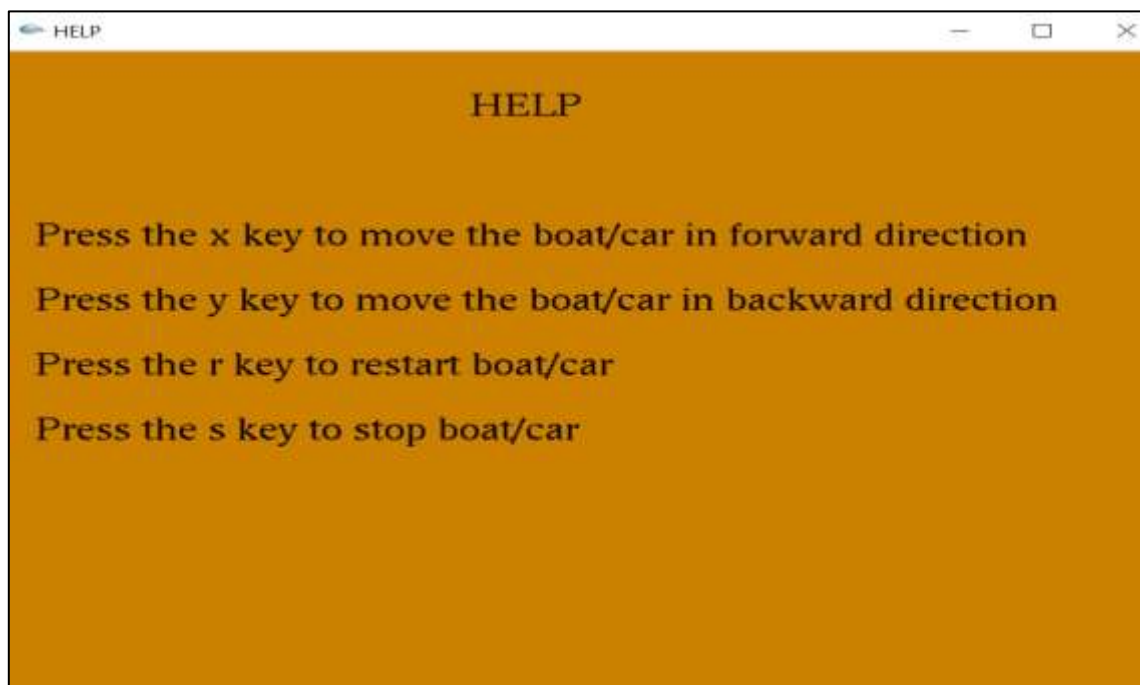 HELP
HELP
Press the x key to move the boat/car in forward direction
Press the y key to move the boat/car in backward direction
Press the r key to restart boat/car
Press the s key to stop boat/car